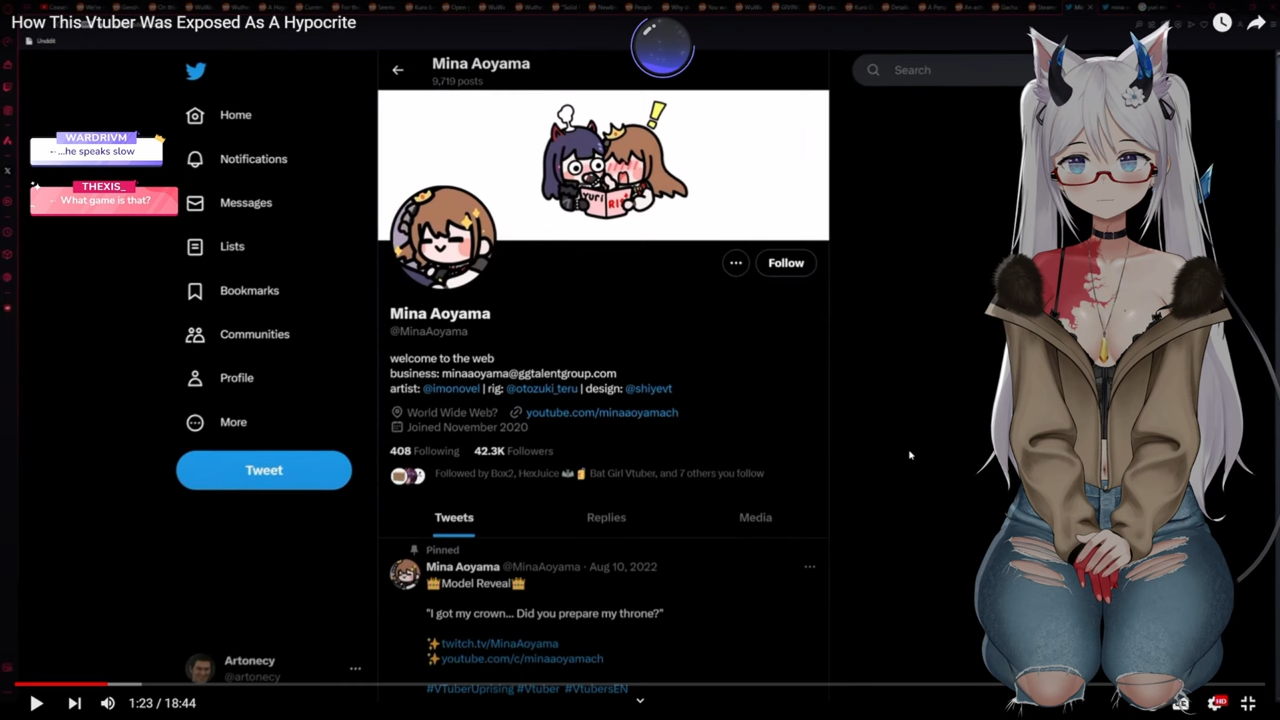 How This Vtuber Was Exposed As A Hypocrite
Mina Aoyama
9,719 posts
Search
Home
Notifications
Messages
Lists
Bookmarks
Communities
Profile
More
Tweet
WARDRIVM
...he speaks slow
THEXIS_
What game is that?
YURI
Follow
Mina Aoyama
@MinaAoyama
welcome to the web
business: minaaoyama@ggtalentgroup.com
artist: @imonovel | rig: @otozuki_teru | design: @shiyevt
World Wide Web? youtube.com/minaaoyamach
Joined November 2020
408 Following 42.3K Followers
Followed by Box2, HexJuice Bat Girl Vtuber, and 7 others you follow
Tweets Replies Media
Pinned
Mina Aoyama @MinaAoyama · Aug 10, 2022
👑Model Reveal👑
"I got my crown... Did you prepare my throne?"
✨twitch.tv/MinaAoyama
✨youtube.com/c/minaaoyamach
#VTuberUprising #Vtuber #VtubersEN
Artonecy
@artonecy
1:23 / 18:44
HD